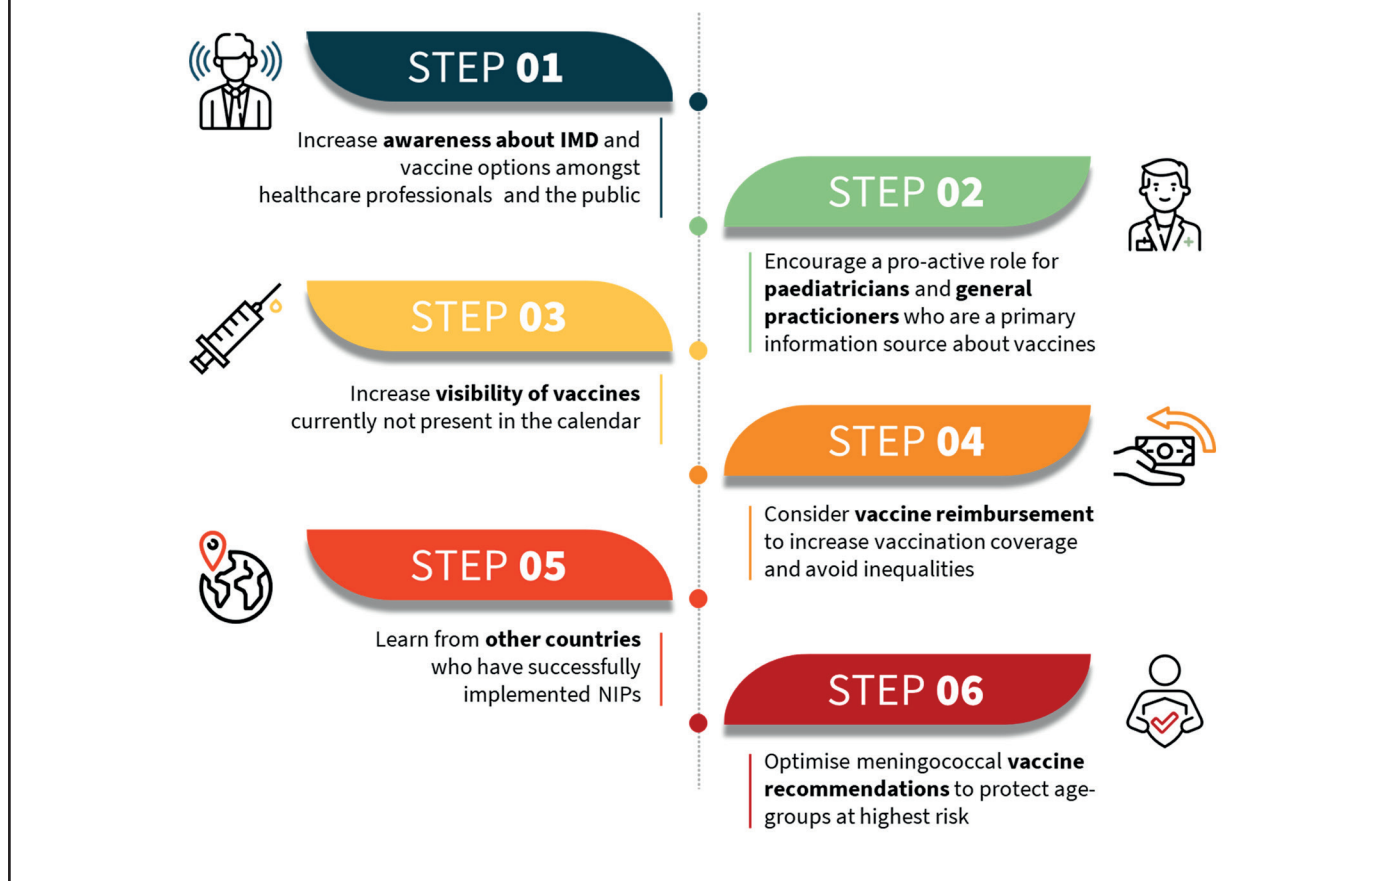 STEP 01
Increase awareness about IMD and
vaccine options amongst
healthcare professionals and the public
STEP 02
Encourage a pro-active role for
paediatricians and general
practicioners who are a primary
information source about vaccines
STEP 03
Increase visibility of vaccines
currently not present in the calendar
STEP 04
Consider vaccine reimbursement
to increase vaccination coverage
and avoid inequalities
STEP 05
Learn from other countries
who have successfully
implemented NIPs
STEP 06
Optimise meningococcal vaccine
recommendations to protect age-
groups at highest risk